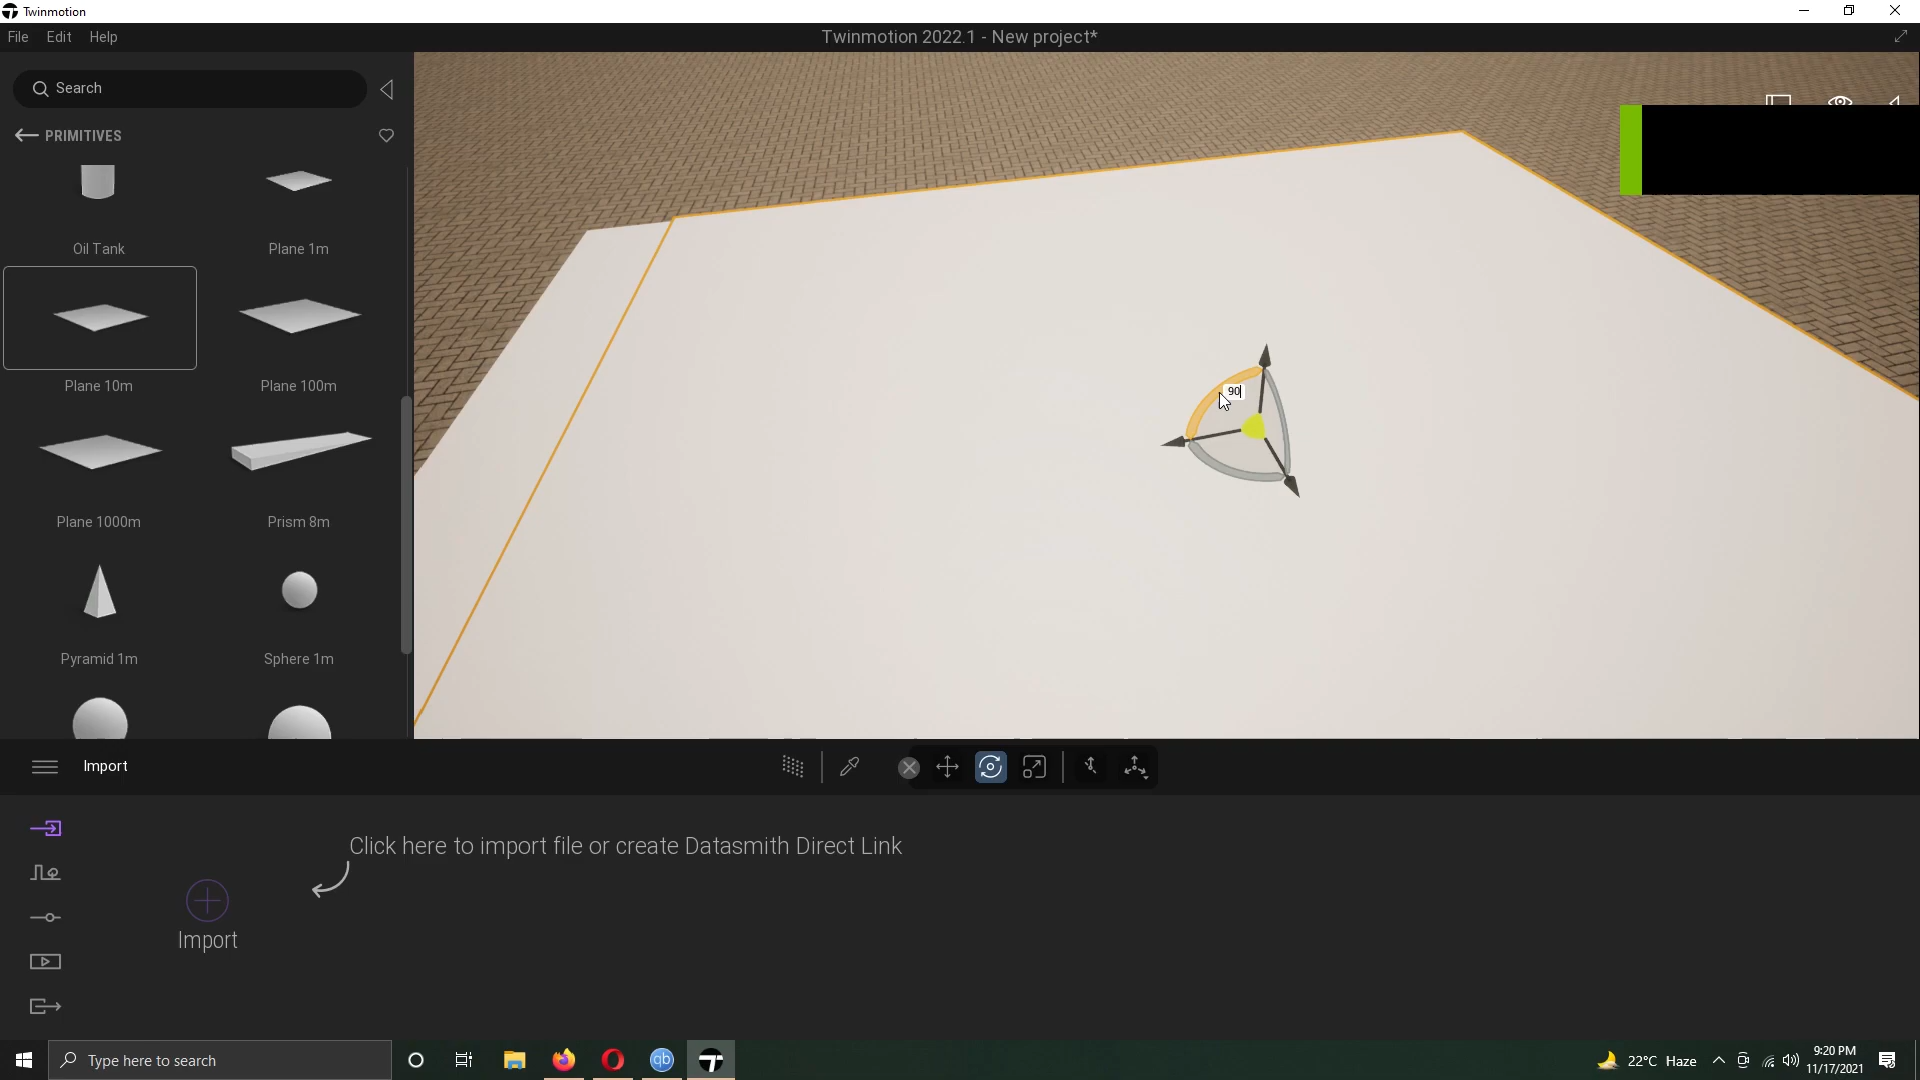 Twinmotion
File Edit Help
Twinmotion 2022.1 - New project*
Search
PRIMITIVES
Oil Tank
Plane 1m
Plane 10m
Plane 100m
Plane 1000m
Prism 8m
Pyramid 1m
Sphere 1m
90
Import
Click here to import file or create Datasmith Direct Link
Import
Type here to search
qb
22°C Haze
9:20 PM
11/17/2021